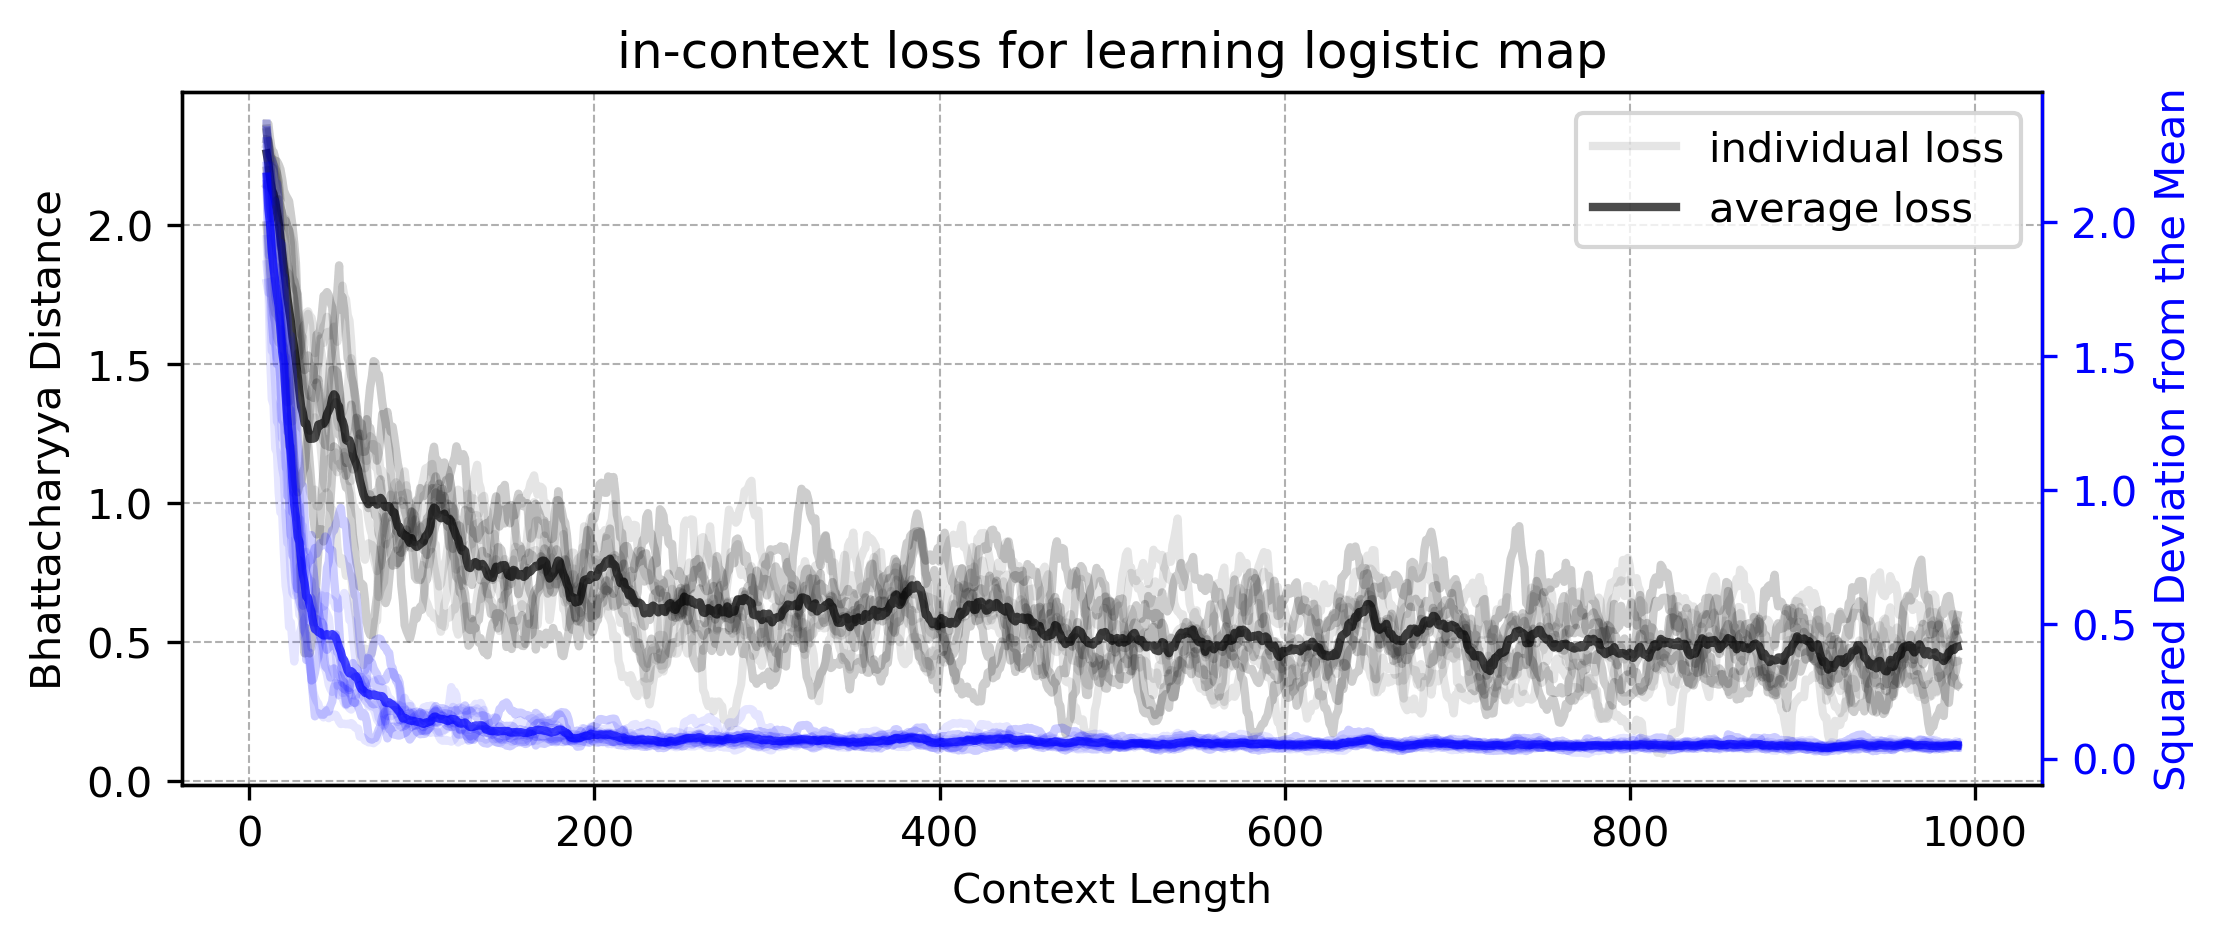 in-context loss for learning logistic map
individual loss
average loss
Bhattacharyya Distance
2.0
1.5
1.0
0.5
0.0
Squared Deviation from the Mean
2.0
1.5
1.0
0.5
0.0
0 200 400 600 800 1000
Context Length